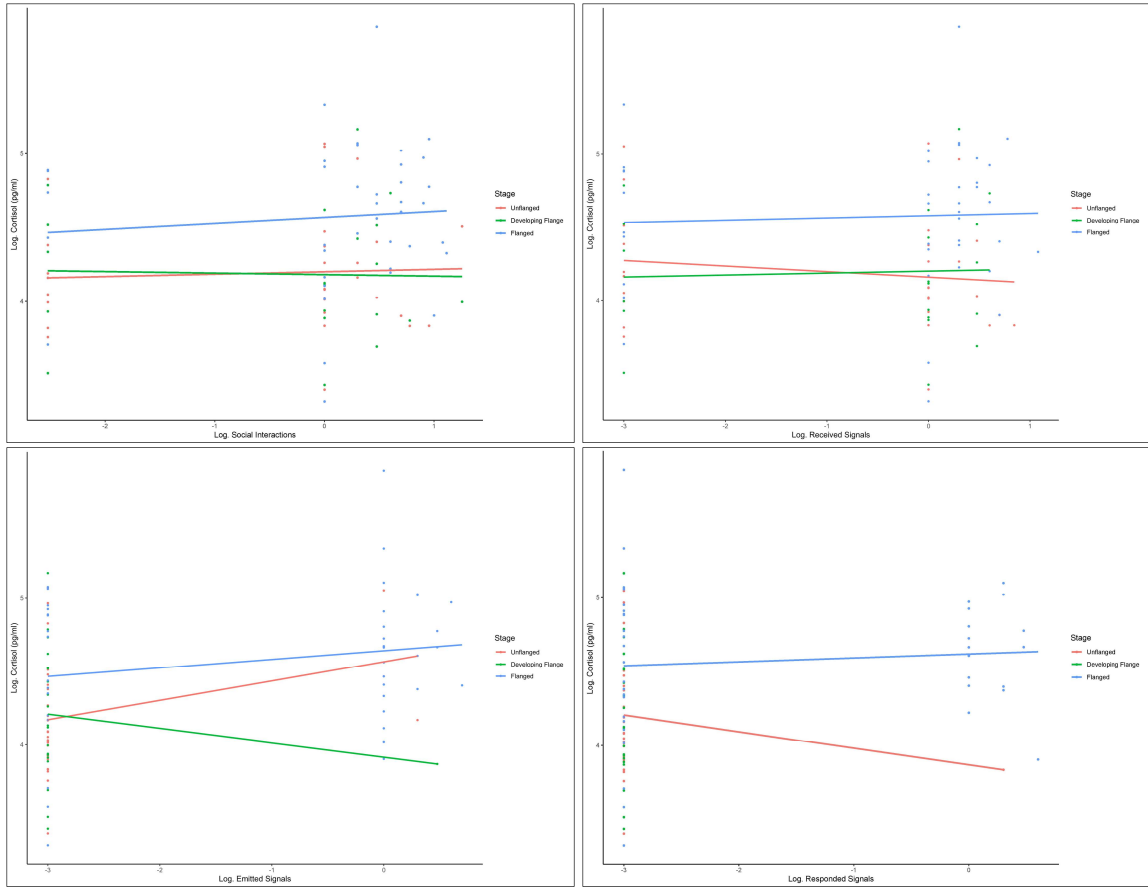 5
4
Log. Cortisol (pg/ml)
-2
-1
0
1
Log. Social Interactions
Stage
Unflanged
Developing Flange
Flanged
5
4
Log. Cortisol (pg/ml)
-3
-2
-1
0
1
Log. Received Signals
Stage
Unflanged
Developing Flange
Flanged
5
4
Log. Cortisol (pg/ml)
-3
-2
-1
0
Log. Emitted Signals
Stage
Unflanged
Developing Flange
Flanged
5
4
Log. Cortisol (pg/ml)
-3
-2
-1
0
Log. Responded Signals
Stage
Unflanged
Developing Flange
Flanged